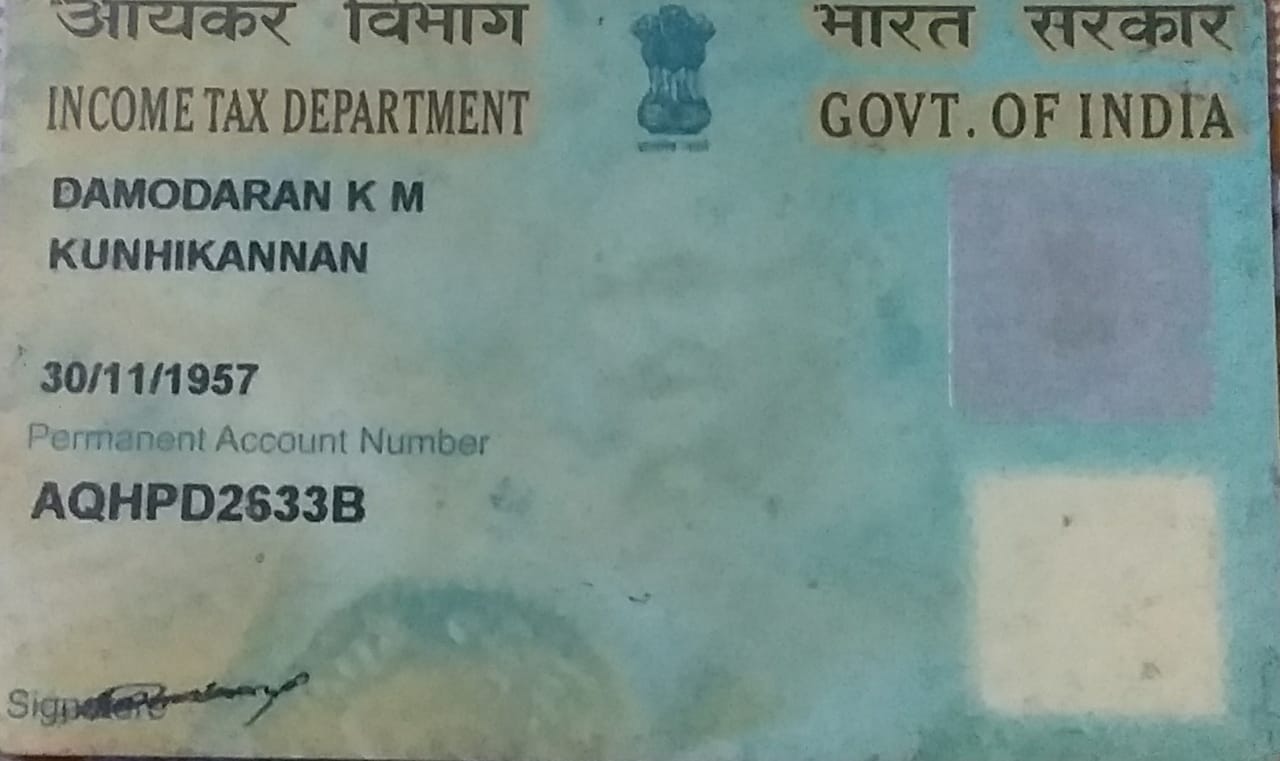 आयकर विभाग
भारत सरकार
INCOME TAX DEPARTMENT
GOVT. OF INDIA
DAMODARAN K M
KUNHIKANNAN
30/11/1957
Permanent Account Number
AQHPD2633B
Signature